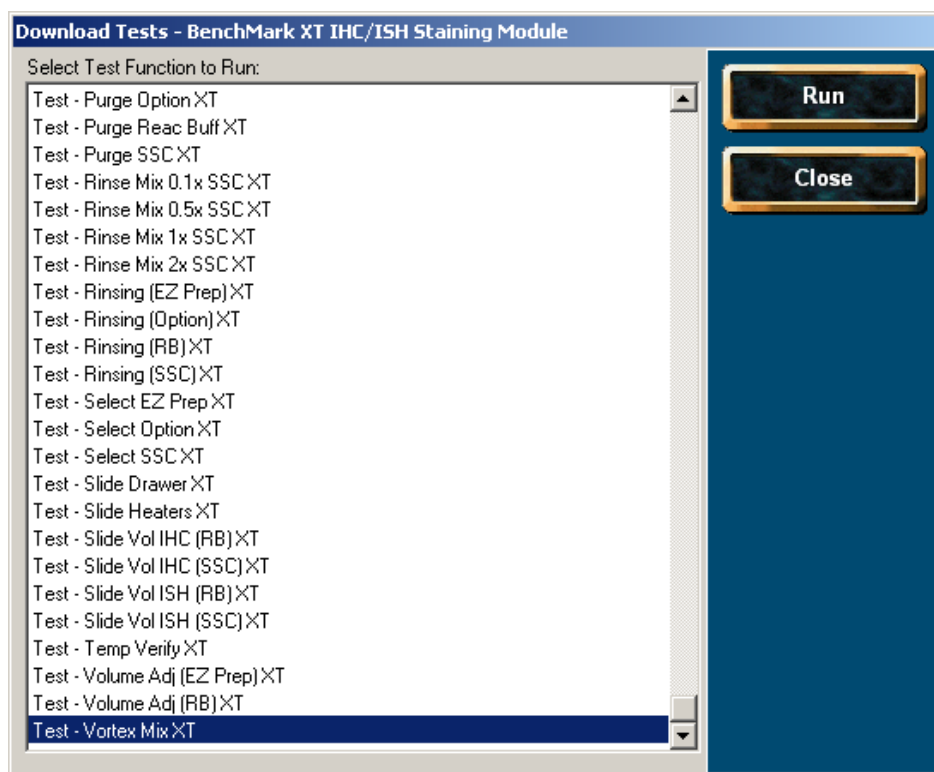 Download Tests - BenchMark XT IHC/ISH Staining Module
Select Test Function to Run:
Test - Purge Option XT
Test - Purge Reac Buff XT
Test - Purge SSC XT
Test - Rinse Mix 0.1x SSC XT
Test - Rinse Mix 0.5x SSC XT
Test - Rinse Mix 1x SSC XT
Test - Rinse Mix 2x SSC XT
Test - Rinsing (EZ Prep) XT
Test - Rinsing (Option) XT
Test - Rinsing (RB) XT
Test - Rinsing (SSC) XT
Test - Select EZ Prep XT
Test - Select Option XT
Test - Select SSC XT
Test - Slide Drawer XT
Test - Slide Heaters XT
Test - Slide Vol IHC (RB) XT
Test - Slide Vol IHC (SSC) XT
Test - Slide Vol ISH (RB) XT
Test - Slide Vol ISH (SSC) XT
Test - Temp Verify XT
Test - Volume Adj (EZ Prep) XT
Test - Volume Adj (RB) XT
Test - Vortex Mix XT
Run
Close